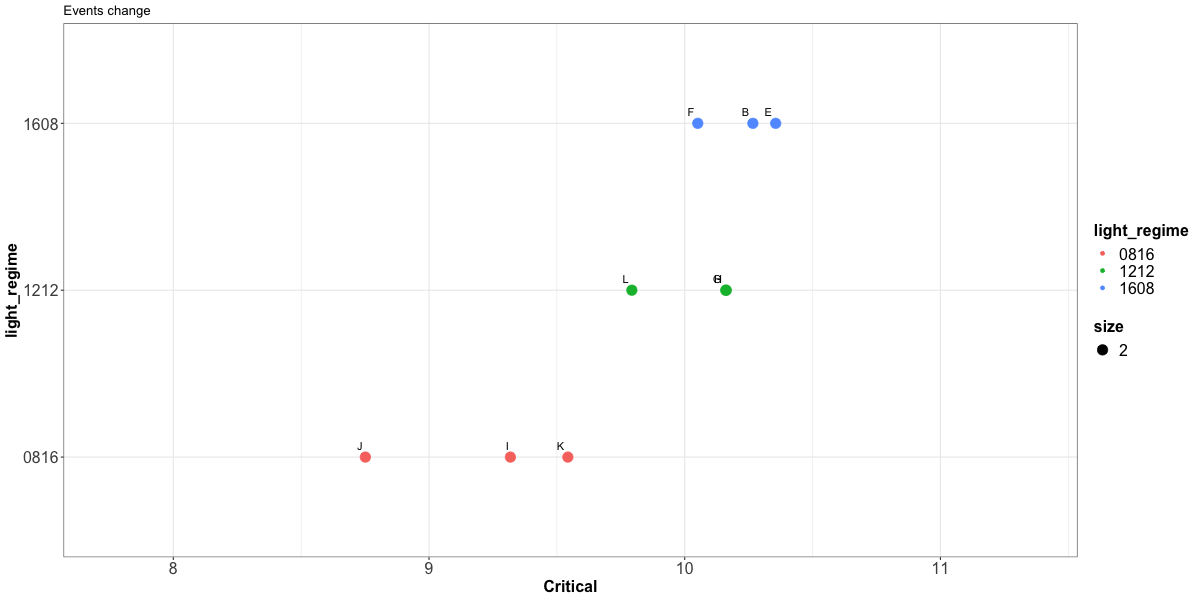 Events change
1608
1212
0816
F
B
E
L
H
J
I
K
8
9
10
11
Critical
light_regime
light_regime
0816
1212
1608
size
2